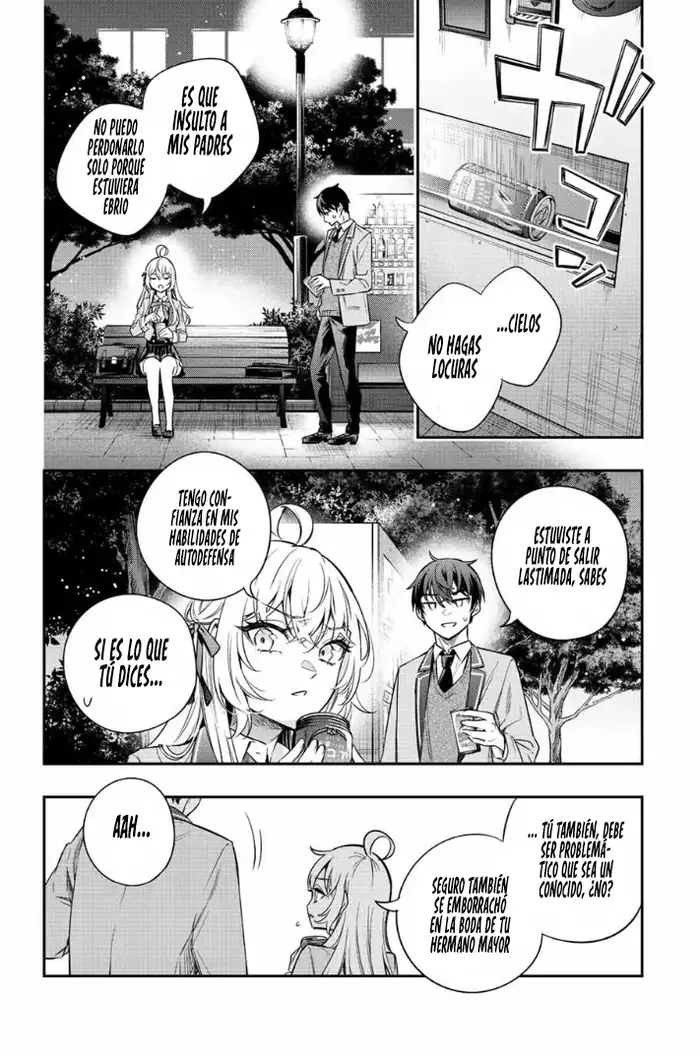 ガ
コ
...CIELOS
NO HAGAS
LOCURAS
ES QUE
INSULTO A
MIS PADRES
NO PUEDO
PERDONARLO
SOLO PORQUE
ESTUVIERA
EBRIO
ESTUVISTE A
PUNTO DE SALIR
LASTIMADA, SABES
TENGO CON-
FIANZA EN MIS
HABILIDADES DE
AUTODEFENSA
SI ES LO QUE
TÚ DICES...
... TÚ TAMBIÉN, DEBE
SER PROBLEMÁ-
TICO QUE SEA UN
CONOCIDO, ¿NO?
SEGURO TAMBIÉN
SE EMBORRACHÓ
EN LA BODA DE TU
HERMANO MAYOR
AAH...